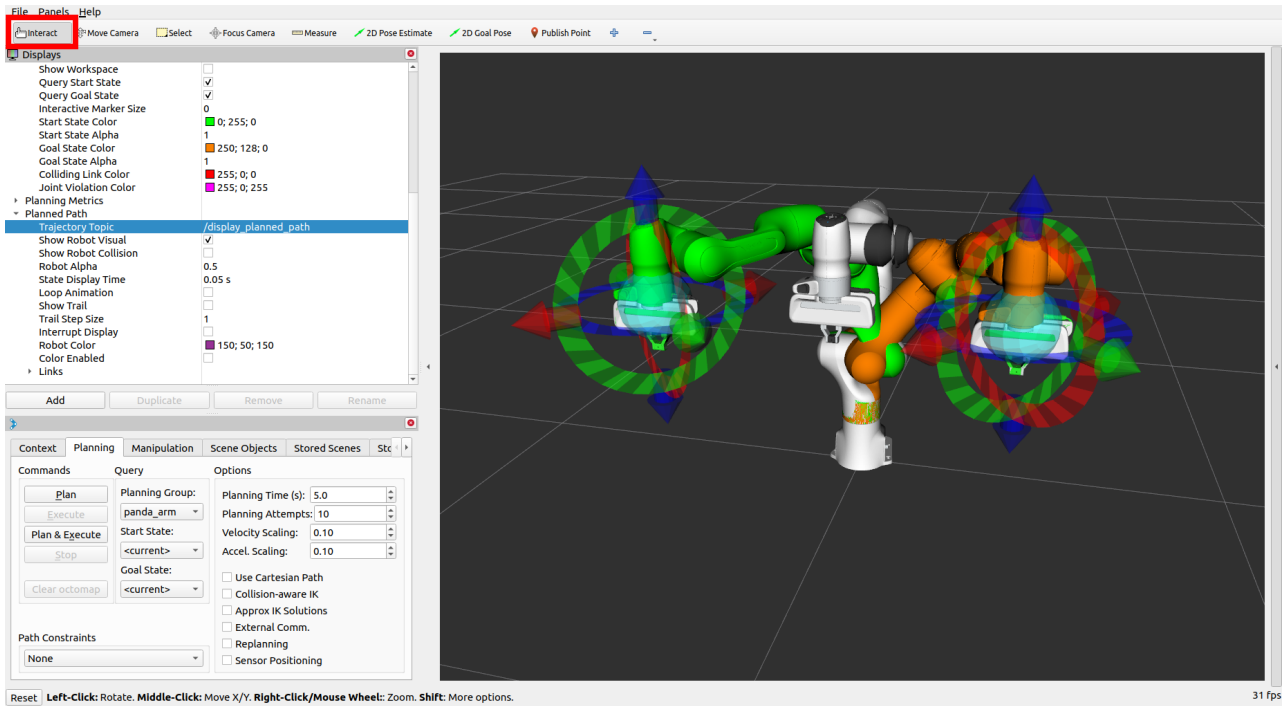 File Panels Help
Interact Move Camera Select Focus Camera Measure 2D Pose Estimate 2D Goal Pose Publish Point
Displays
Show Workspace
Query Start State
Query Goal State
Interactive Marker Size 0
Start State Color 0; 255; 0
Start State Alpha 1
Goal State Color 250; 128; 0
Goal State Alpha 1
Colliding Link Color 255; 0; 0
Joint Violation Color 255; 0; 255
Planning Metrics
Planned Path
Trajectory Topic /display_planned_path
Show Robot Visual
Show Robot Collision
Robot Alpha 0.5
State Display Time 0.05 s
Loop Animation
Show Trail
Trail Step Size 1
Interrupt Display
Robot Color 150; 50; 150
Color Enabled
Links
Add Duplicate Remove Rename
Context Planning Manipulation Scene Objects Stored Scenes Stc
Commands Query Options
Plan Planning Group: Planning Time (s): 5.0
Execute panda_arm Planning Attempts: 10
Plan & Execute Start State: Velocity Scaling: 0.10
Stop <current> Accel. Scaling: 0.10
Goal State:
Clear octomap <current> Use Cartesian Path
Collision-aware IK
Approx IK Solutions
External Comm.
Path Constraints Replanning
None Sensor Positioning
Reset Left-Click: Rotate. Middle-Click: Move X/Y. Right-Click/Mouse Wheel:: Zoom. Shift: More options. 31 fps